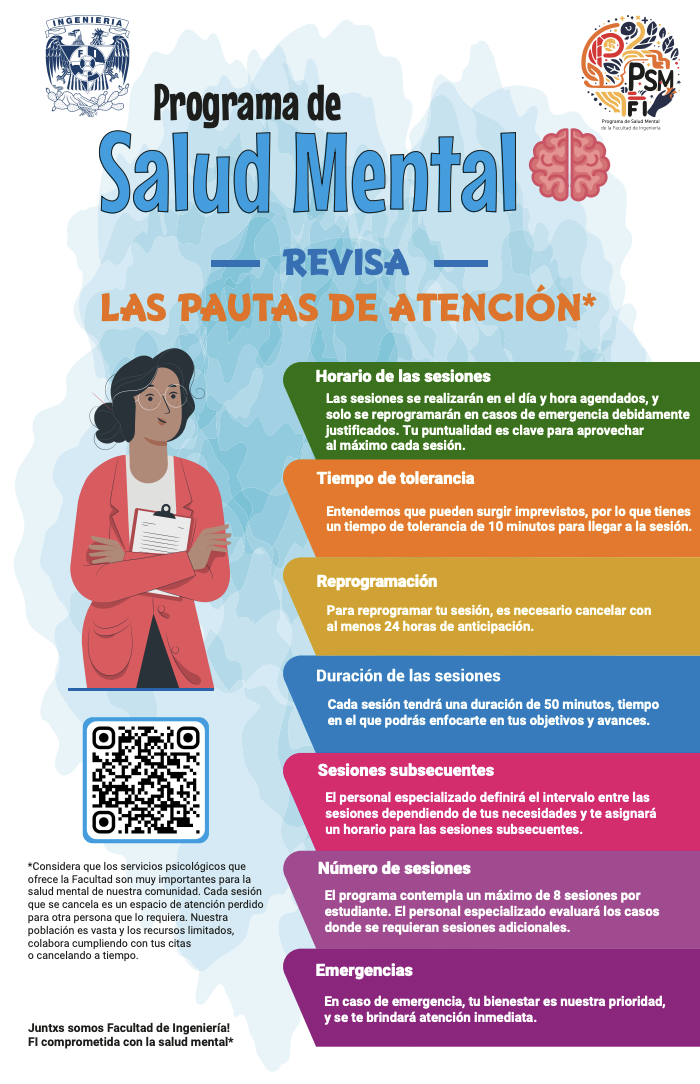 INGENIERIA
FI
PSM
FI
Programa de Salud Mental
de la Facultad de Ingeniería
Programa de
Salud Mental
REVISA
LAS PAUTAS DE ATENCIÓN*
Horario de las sesiones
Las sesiones se realizarán en el día y hora agendados, y
solo se reprogramarán en casos de emergencia debidamente
justificados. Tu puntualidad es clave para aprovechar
al máximo cada sesión.
Tiempo de tolerancia
Entendemos que pueden surgir imprevistos, por lo que tienes
un tiempo de tolerancia de 10 minutos para llegar a la sesión.
Reprogramación
Para reprogramar tu sesión, es necesario cancelar con
al menos 24 horas de anticipación.
Duración de las sesiones
Cada sesión tendrá una duración de 50 minutos, tiempo
en el que podrás enfocarte en tus objetivos y avances.
Sesiones subsecuentes
El personal especializado definirá el intervalo entre las
sesiones dependiendo de tus necesidades y te asignará
un horario para las sesiones subsecuentes.
Número de sesiones
El programa contempla un máximo de 8 sesiones por
estudiante. El personal especializado evaluará los casos
donde se requieran sesiones adicionales.
Emergencias
En caso de emergencia, tu bienestar es nuestra prioridad,
y se te brindará atención inmediata.
*Considera que los servicios psicológicos que
ofrece la Facultad son muy importantes para la
salud mental de nuestra comunidad. Cada sesión
que se cancela es un espacio de atención perdido
para otra persona que lo requiera. Nuestra
población es vasta y los recursos limitados,
colabora cumpliendo con tus citas
o cancelando a tiempo.
Juntxs somos Facultad de Ingeniería!
FI comprometida con la salud mental*